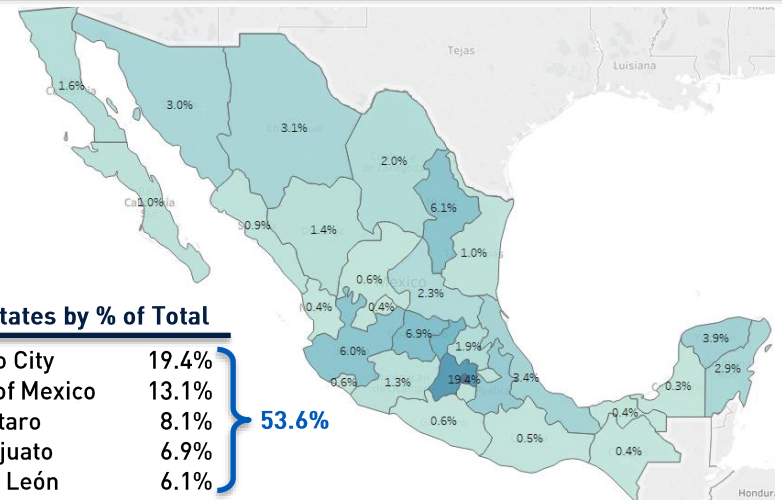 Tejas
Luisiana
1.6%
3.0%
3.1%
2.0%
6.1%
1.0%
0.9%
1.4%
1.0%
0.6%
México
2.3%
0.4%
0.4%
tates by % of Total
6.9%
1.9%
3.9%
6.0%
2.9%
o City 19.4%
19.4%
3.4%
0.6%
1.3%
0.3%
of Mexico 13.1%
0.4%
taro 8.1%
53.6%
0.6%
0.5%
0.4%
juato 6.9%
León 6.1%
Hondur